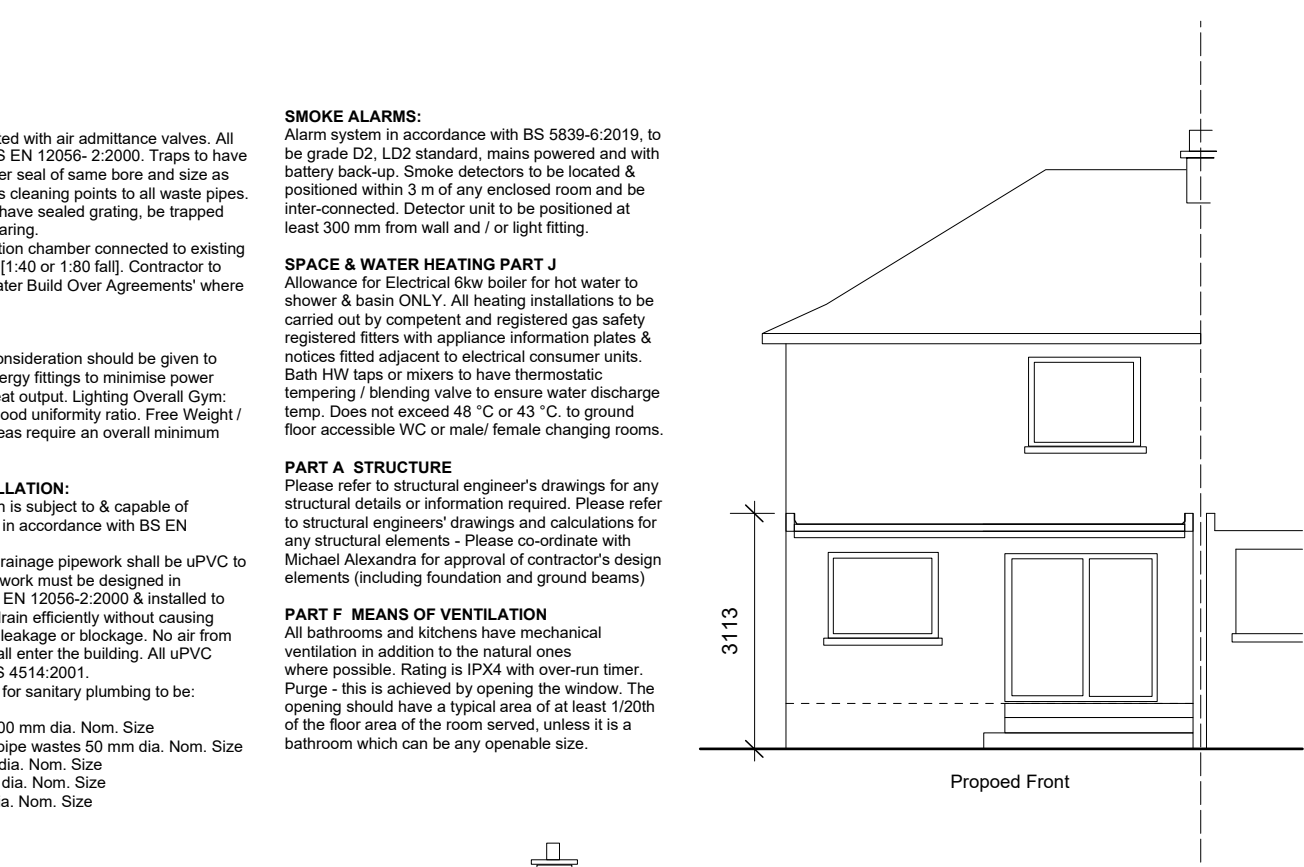 ted with air admittance valves. All
S EN 12056- 2:2000. Traps to have
er seal of same bore and size as
s cleaning points to all waste pipes.
have sealed grating, be trapped
aring.
tion chamber connected to existing
[1:40 or 1:80 fall]. Contractor to
ater Build Over Agreements' where
onsideration should be given to
ergy fittings to minimise power
eat output. Lighting Overall Gym:
ood uniformity ratio. Free Weight /
eas require an overall minimum
LLATION:
n is subject to & capable of
in accordance with BS EN
rainage pipework shall be uPVC to
work must be designed in
EN 12056-2:2000 & installed to
drain efficiently without causing
leakage or blockage. No air from
all enter the building. All uPVC
S 4514:2001.
for sanitary plumbing to be:
00 mm dia. Nom. Size
pipe wastes 50 mm dia. Nom. Size
dia. Nom. Size
dia. Nom. Size
ia. Nom. Size
SMOKE ALARMS:
Alarm system in accordance with BS 5839-6:2019, to
be grade D2, LD2 standard, mains powered and with
battery back-up. Smoke detectors to be located &
positioned within 3 m of any enclosed room and be
inter-connected. Detector unit to be positioned at
least 300 mm from wall and / or light fitting.
SPACE & WATER HEATING PART J
Allowance for Electrical 6kw boiler for hot water to
shower & basin ONLY. All heating installations to be
carried out by competent and registered gas safety
registered fitters with appliance information plates &
notices fitted adjacent to electrical consumer units.
Bath HW taps or mixers to have thermostatic
tempering / blending valve to ensure water discharge
temp. Does not exceed 48 °C or 43 °C. to ground
floor accessible WC or male/ female changing rooms.
PART A  STRUCTURE
Please refer to structural engineer's drawings for any
structural details or information required. Please refer
to structural engineers' drawings and calculations for
any structural elements - Please co-ordinate with
Michael Alexandra for approval of contractor's design
elements (including foundation and ground beams)
PART F  MEANS OF VENTILATION
All bathrooms and kitchens have mechanical
ventilation in addition to the natural ones
where possible. Rating is IPX4 with over-run timer.
Purge - this is achieved by opening the window. The
opening should have a typical area of at least 1/20th
of the floor area of the room served, unless it is a
bathroom which can be any openable size.
3113
Propoed Front